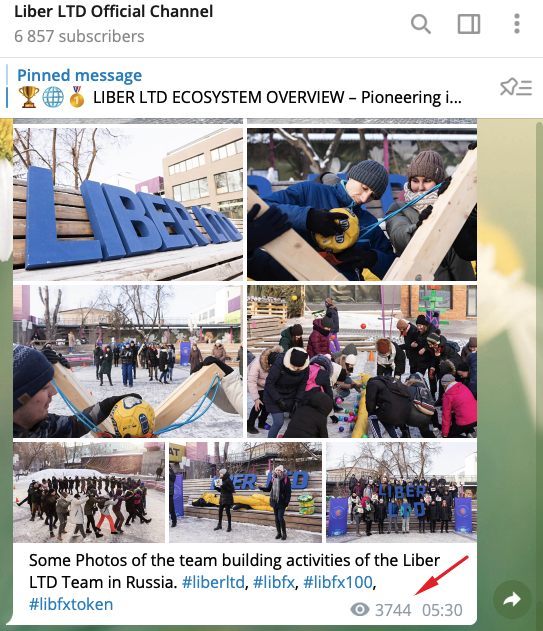 Liber LTD Official Channel
6 857 subscribers
Pinned message
🏆🌐🏅 LIBER LTD ECOSYSTEM OVERVIEW – Pioneering i...
LIBER LTD
LIBER LTD
LIBER
LTD
Some Photos of the team building activities of the Liber
LTD Team in Russia. #liberltd, #libfx, #libfx100,
#libfxtoken
3744 05:30